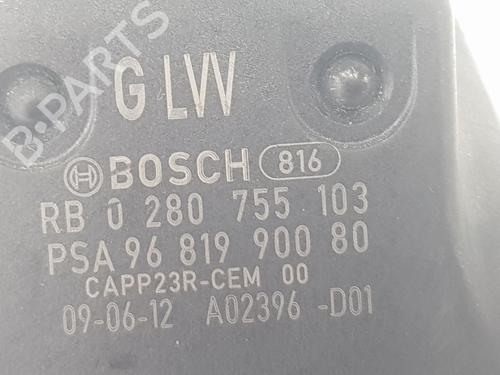 B-PARTS
GLW
BOSCH 816
RB 0 280 755 103
PSA 96 819 900 80
CAPP23R-CEM 00
09-06-12 A02396 -D01